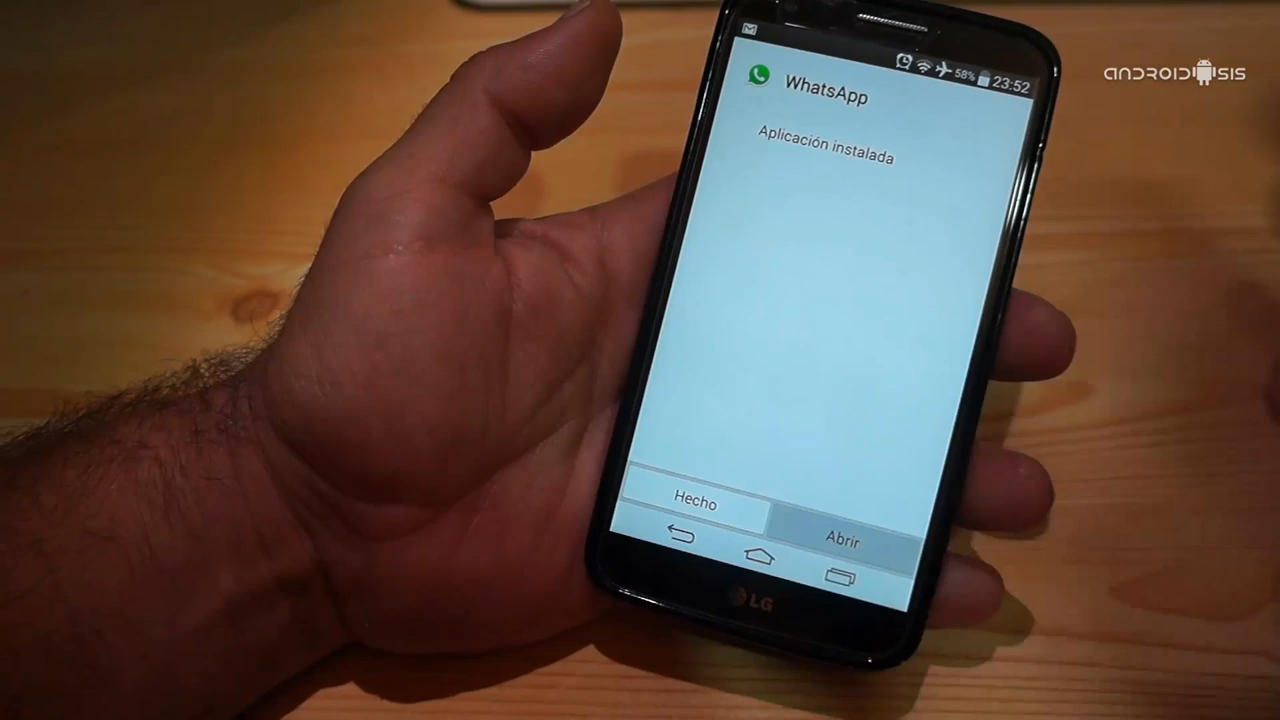 ANDROIDSIS
58% 23:52
WhatsApp
Aplicación instalada
Hecho
Abrir
LG